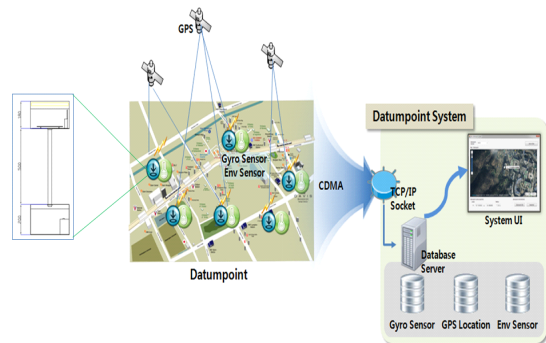 GPS
Gyro Sensor
Env Sensor
Datumpoint
CDMA
Datumpoint System
TCP/IP
Socket
System UI
Database
Server
Gyro Sensor
GPS Location
Env Sensor